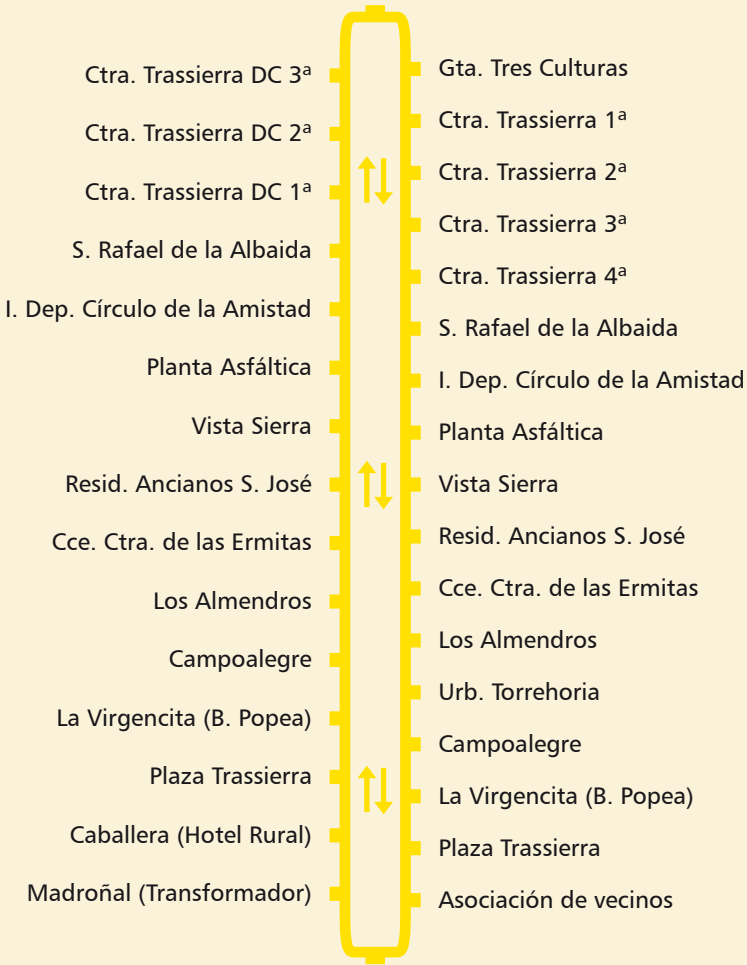 Ctra. Trassierra DC 3ª
Ctra. Trassierra DC 2ª
Ctra. Trassierra DC 1ª
S. Rafael de la Albaida
I. Dep. Círculo de la Amistad
Planta Asfáltica
Vista Sierra
Resid. Ancianos S. José
Cce. Ctra. de las Ermitas
Los Almendros
Campoalegre
La Virgencita (B. Popea)
Plaza Trassierra
Caballera (Hotel Rural)
Madroñal (Transformador)
Gta. Tres Culturas
Ctra. Trassierra 1ª
Ctra. Trassierra 2ª
Ctra. Trassierra 3ª
Ctra. Trassierra 4ª
S. Rafael de la Albaida
I. Dep. Círculo de la Amistad
Planta Asfáltica
Vista Sierra
Resid. Ancianos S. José
Cce. Ctra. de las Ermitas
Los Almendros
Urb. Torrehoria
Campoalegre
La Virgencita (B. Popea)
Plaza Trassierra
Asociación de vecinos